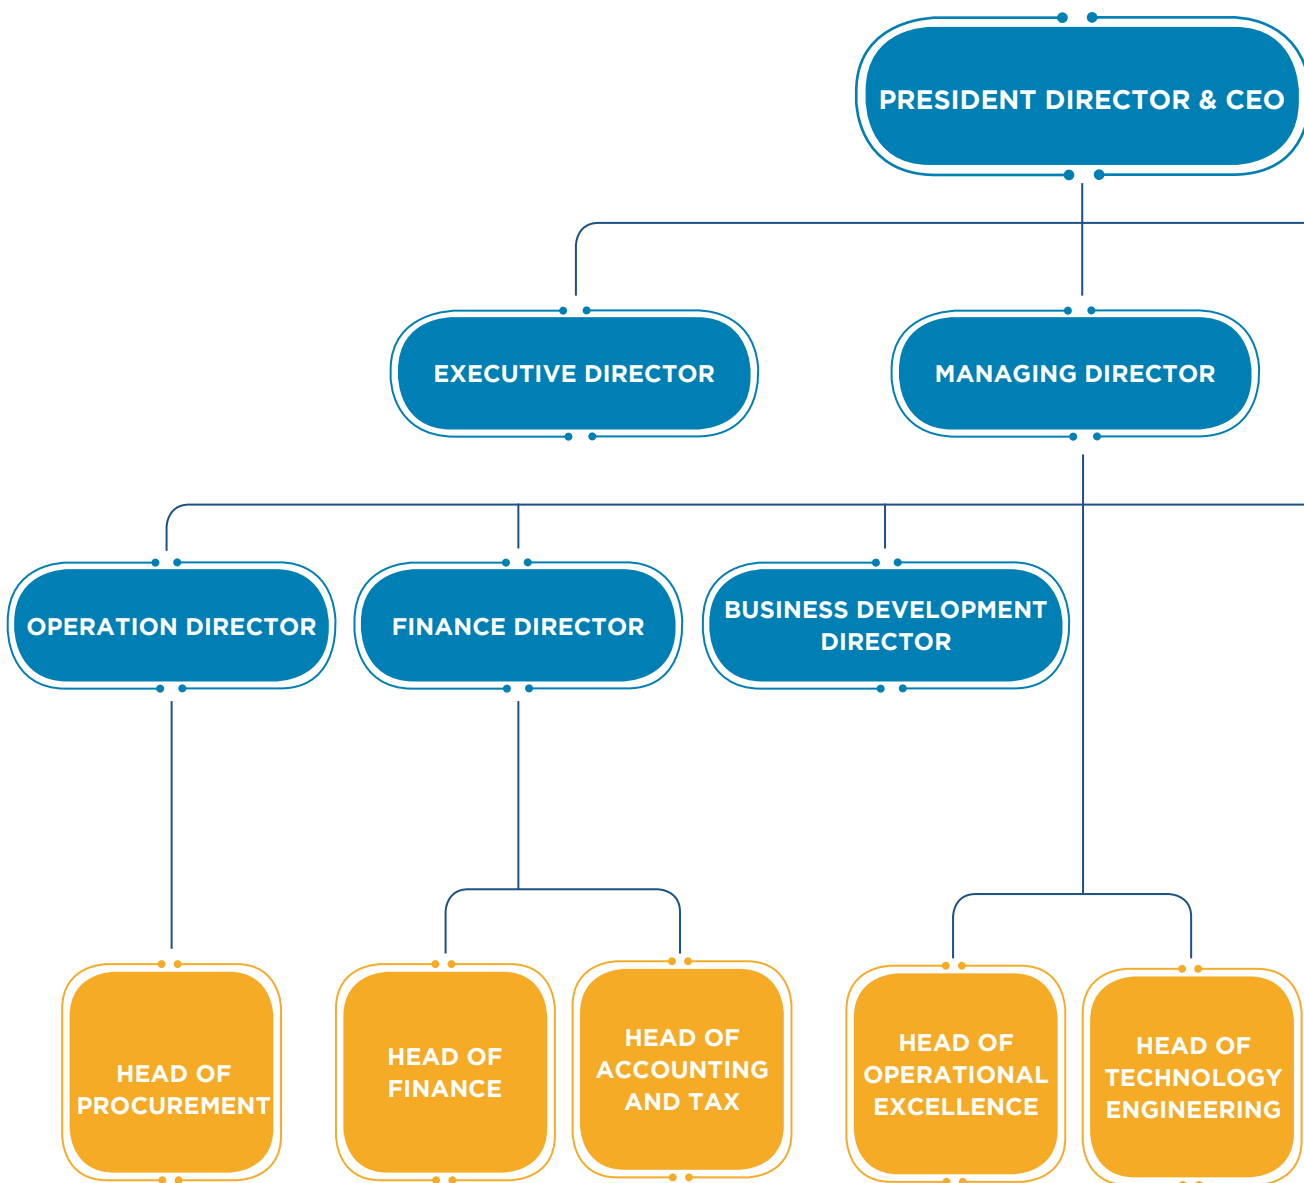 PRESIDENT DIRECTOR & CEO
EXECUTIVE DIRECTOR
MANAGING DIRECTOR
OPERATION DIRECTOR
FINANCE DIRECTOR
BUSINESS DEVELOPMENT
DIRECTOR
HEAD OF
PROCUREMENT
HEAD OF
FINANCE
HEAD OF
ACCOUNTING
AND TAX
HEAD OF
OPERATIONAL
EXCELLENCE
HEAD OF
TECHNOLOGY
ENGINEERING